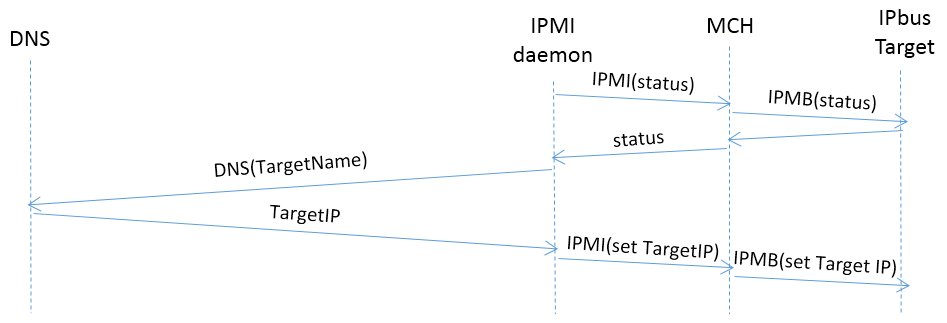 DNS
IPMI
daemon
MCH
IPbus
Target
IPMI(status)
IPMB(status)
status
DNS(TargetName)
TargetIP
IPMI(set TargetIP)
IPMB(set Target IP)